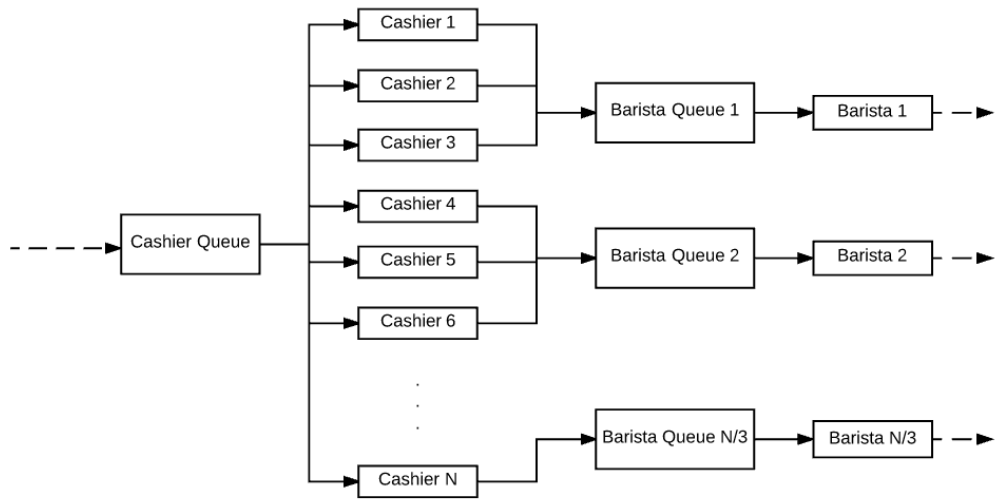 Cashier Queue
Cashier 1
Cashier 2
Cashier 3
Cashier 4
Cashier 5
Cashier 6
.
.
.
Cashier N
Barista Queue 1
Barista Queue 2
Barista Queue N/3
Barista 1
Barista 2
Barista N/3